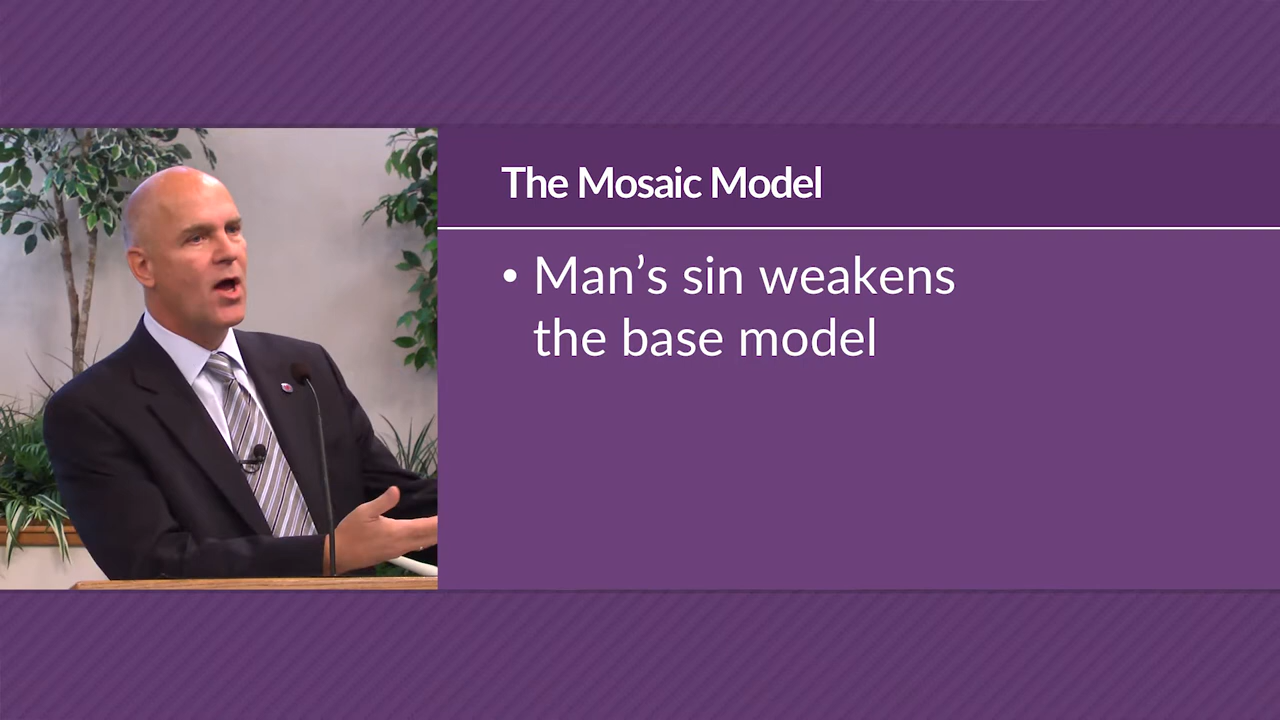 The Mosaic Model
• Man’s sin weakens
the base model